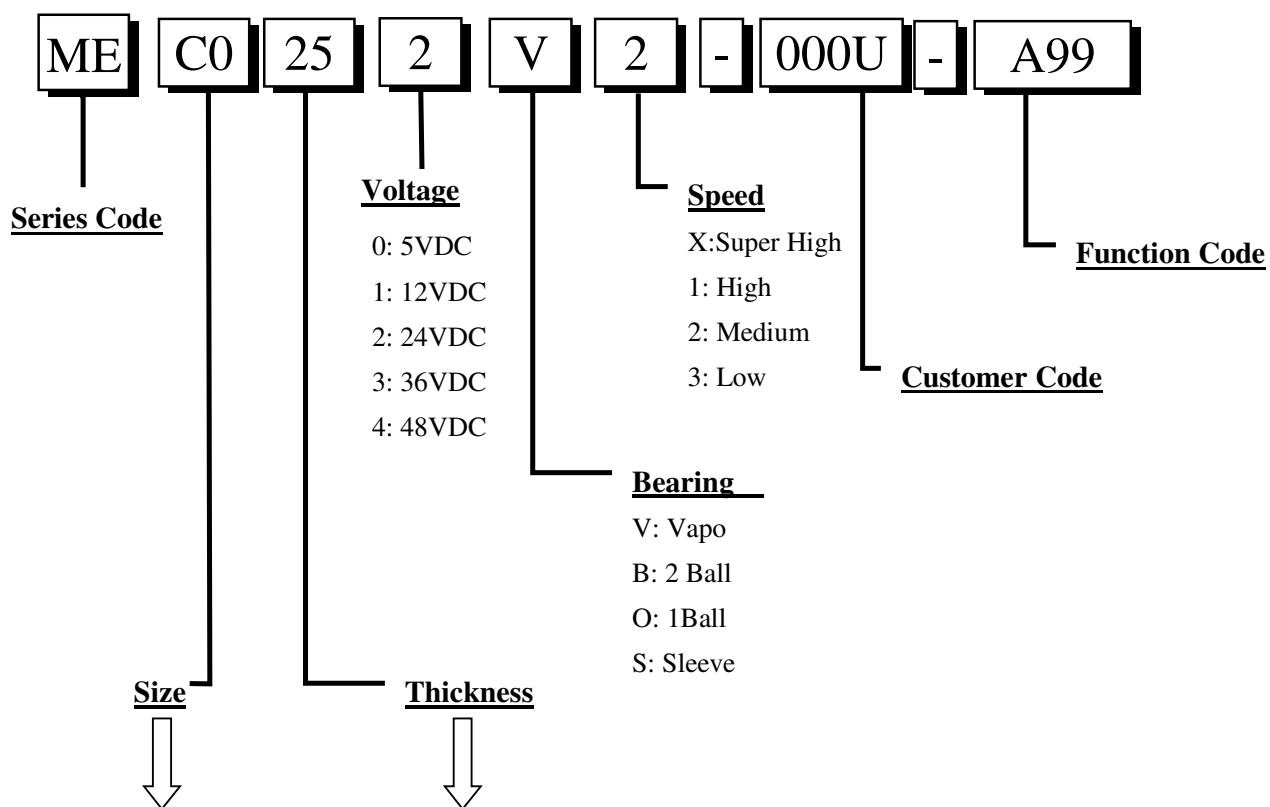 ME C0 25 2 V 2 - 000U - A99
Series Code
Voltage
0: 5VDC
1: 12VDC
2: 24VDC
3: 36VDC
4: 48VDC
Speed
X:Super High
1: High
2: Medium
3: Low
Function Code
Customer Code
Bearing
V: Vapo
B: 2 Ball
O: 1Ball
S: Sleeve
Size
Thickness